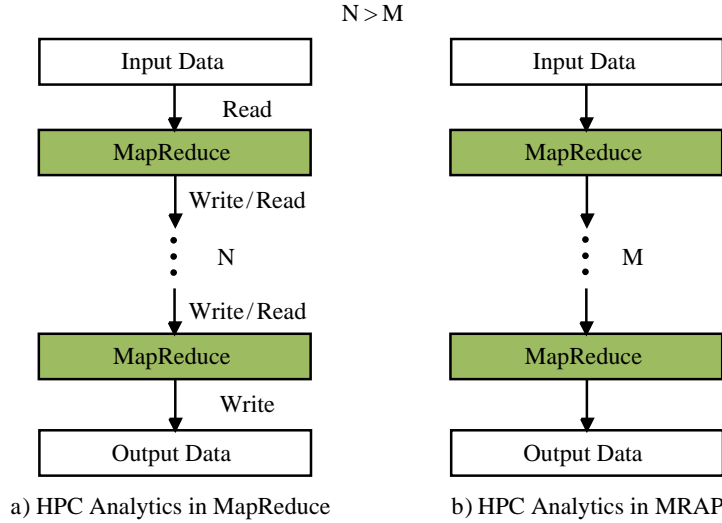 N > M
Input Data
Read
MapReduce
Write/Read
N
Write/Read
MapReduce
Write
Output Data
a) HPC Analytics in MapReduce
Input Data
MapReduce
M
MapReduce
Output Data
b) HPC Analytics in MRAP